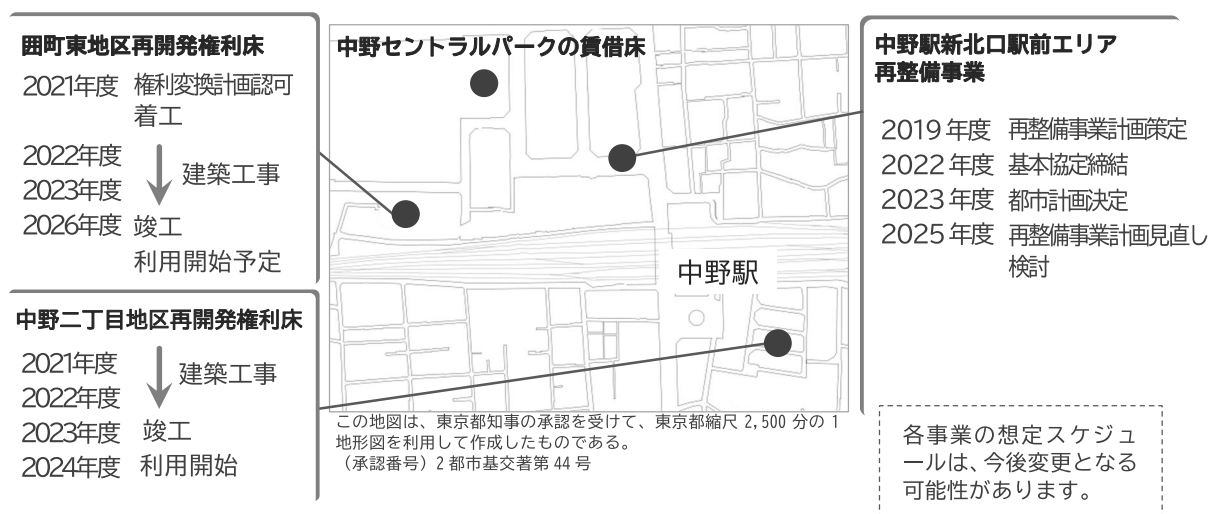 囲町東地区再開発権利床
2021年度 権利変換計画認可
着工
2022年度
2023年度 建築工事
2026年度 竣工
利用開始予定
中野二丁目地区再開発権利床
2021年度 建築工事
2022年度
2023年度 竣工
2024年度 利用開始
中野セントラルパークの賃借床
中野駅
この地図は、東京都知事の承認を受けて、東京都縮尺 2,500 分の 1
地形図を利用して作成したものである。
（承認番号）2 都市基交著第 44 号
中野駅新北口駅前エリア
再整備事業
2019 年度 再整備事業計画策定
2022 年度 基本協定締結
2023 年度 都市計画決定
2025 年度 再整備事業計画見直し
検討
各事業の想定スケジュ
ールは、今後変更となる
可能性があります。